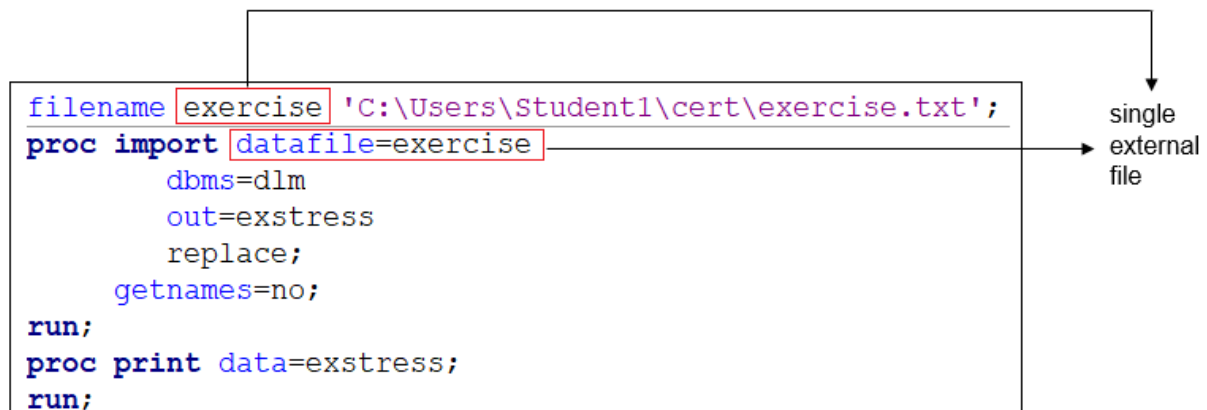 filename exercise 'C:\Users\Student1\cert\exercise.txt';
proc import datafile=exercise
dbms=dlm
out=exstress
replace;
getnames=no;
run;
proc print data=exstress;
run;
single
external
file